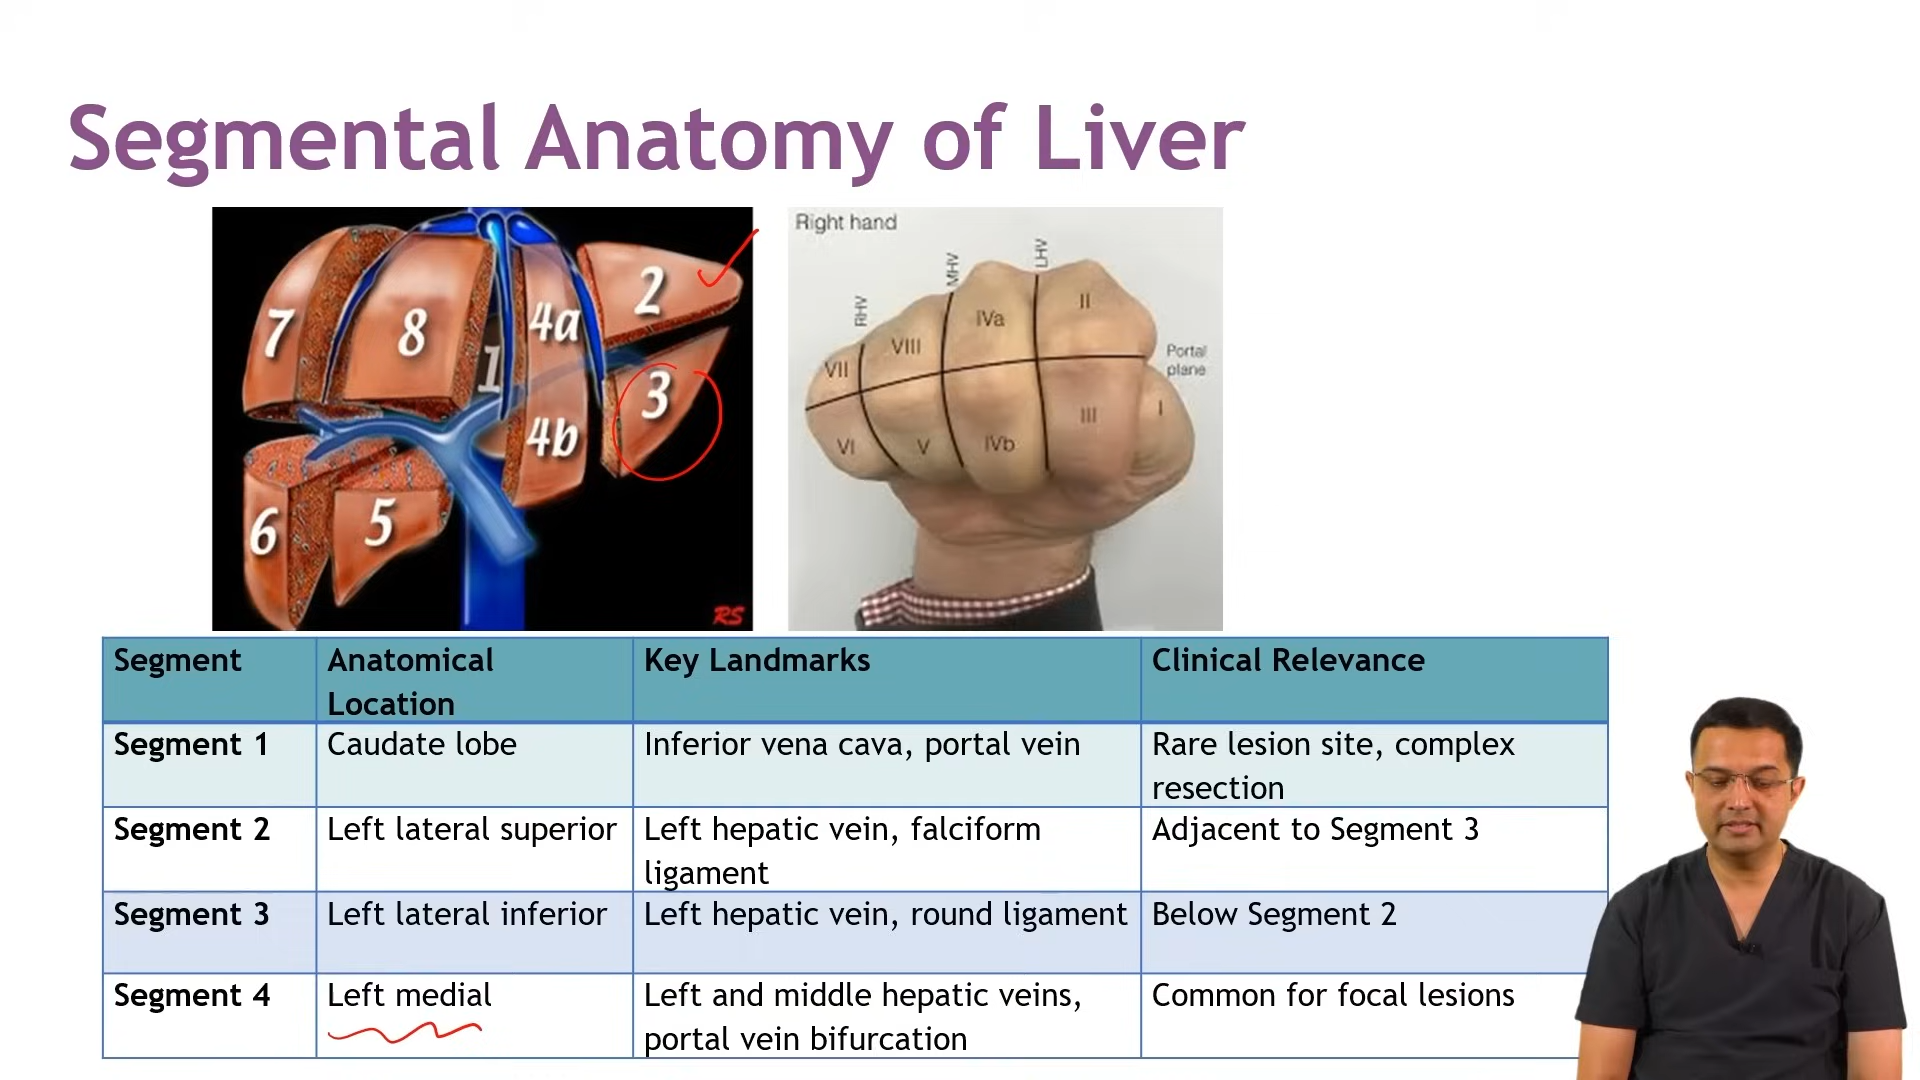 Segmental Anatomy of Liver
7
8
1
4a
2
3
4b
6
5
RS
Right hand
RHV
MHV
LHV
VII
VIII
IVa
II
Portal
plane
VI
V
IVb
III
I
Segment
Anatomical
Location
Key Landmarks
Clinical Relevance
Segment 1
Caudate lobe
Inferior vena cava, portal vein
Rare lesion site, complex
resection
Segment 2
Left lateral superior
Left hepatic vein, falciform
ligament
Adjacent to Segment 3
Segment 3
Left lateral inferior
Left hepatic vein, round ligament
Below Segment 2
Segment 4
Left medial
Left and middle hepatic veins,
portal vein bifurcation
Common for focal lesions